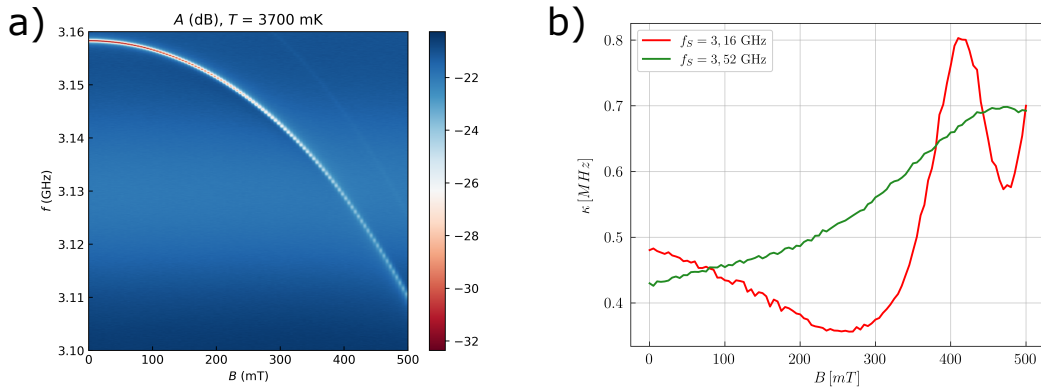 a)
A (dB), T = 3700 mK
3.16
3.15
3.14
3.13
3.12
3.11
3.10
f (GHz)
0 100 200 300 400 500
B (mT)
−22
−24
−26
−28
−30
−32
b)
f_S = 3, 16 GHz
f_S = 3, 52 GHz
0.8
0.7
0.6
0.5
0.4
κ [MHz]
0 100 200 300 400 500
B [mT]